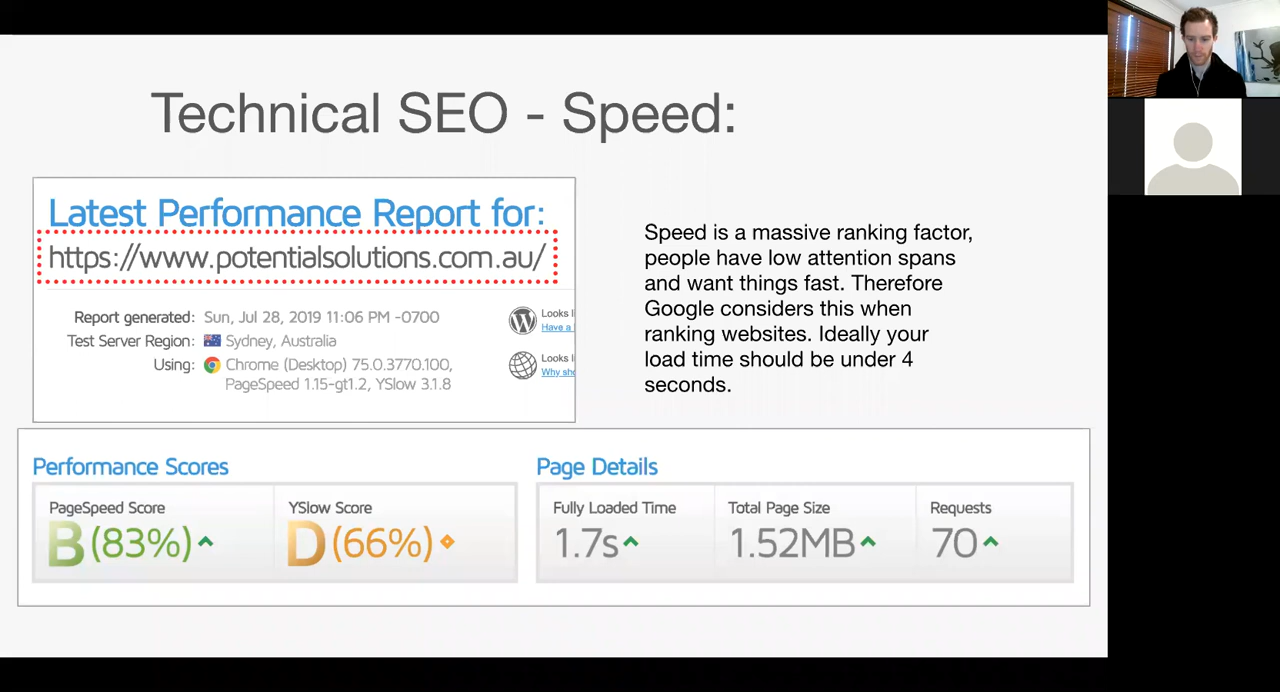 Technical SEO - Speed:
Latest Performance Report for:
https://www.potentialsolutions.com.au/
Report generated: Sun, Jul 28, 2019 11:06 PM -0700
Test Server Region: Sydney, Australia
Using: Chrome (Desktop) 75.0.3770.100,
PageSpeed 1.15-gt1.2, YSlow 3.1.8
Looks
Have a
Looks
Why
Speed is a massive ranking factor,
people have low attention spans
and want things fast. Therefore
Google considers this when
ranking websites. Ideally your
load time should be under 4
seconds.
Performance Scores
PageSpeed Score
B (83%)
YSlow Score
D (66%)
Page Details
Fully Loaded Time
1.7s
Total Page Size
1.52MB
Requests
70